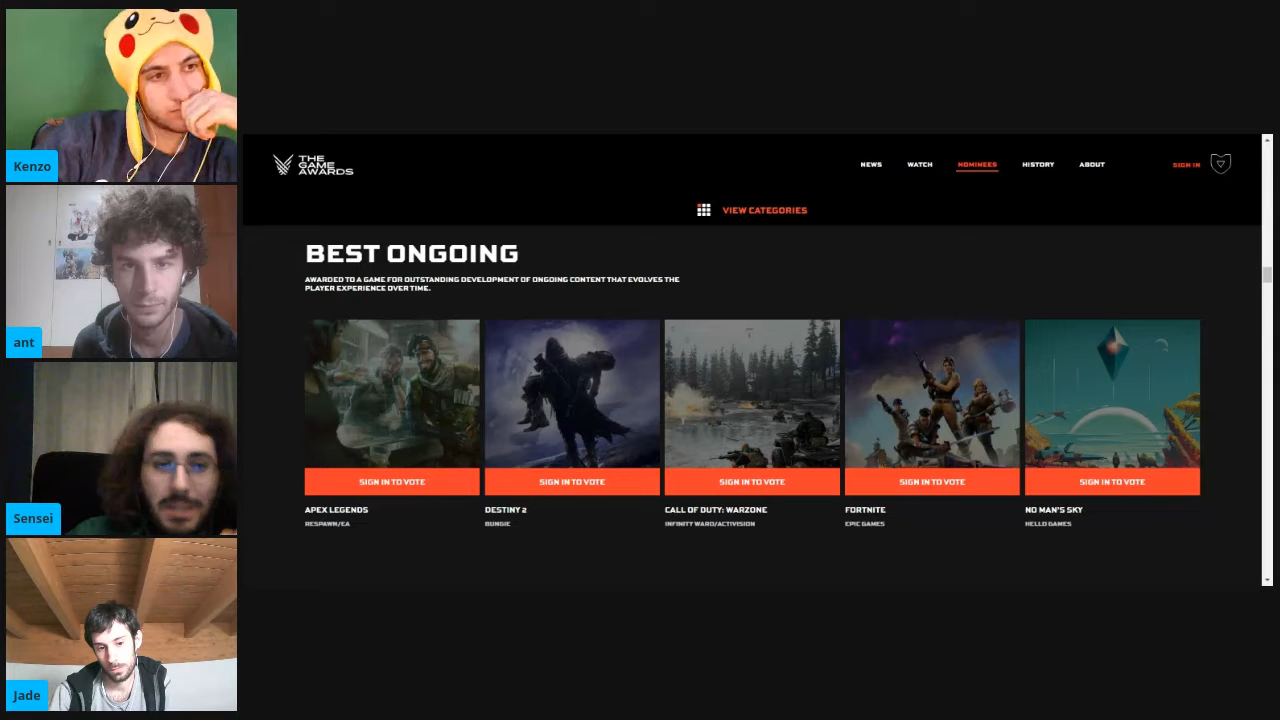 Kenzo
ant
Sensei
Jade
THE
GAME
AWARDS
NEWS
WATCH
NOMINEES
HISTORY
ABOUT
SIGN IN
VIEW CATEGORIES
BEST ONGOING
AWARDED TO A GAME FOR OUTSTANDING DEVELOPMENT OF ONGOING CONTENT THAT EVOLVES THE
PLAYER EXPERIENCE OVER TIME.
SIGN IN TO VOTE
SIGN IN TO VOTE
SIGN IN TO VOTE
SIGN IN TO VOTE
SIGN IN TO VOTE
APEX LEGENDS
RESPAWN/EA
DESTINY 2
BUNGIE
CALL OF DUTY: WARZONE
INFINITY WARD/ACTIVISION
FORTNITE
EPIC GAMES
NO MAN'S SKY
HELLO GAMES